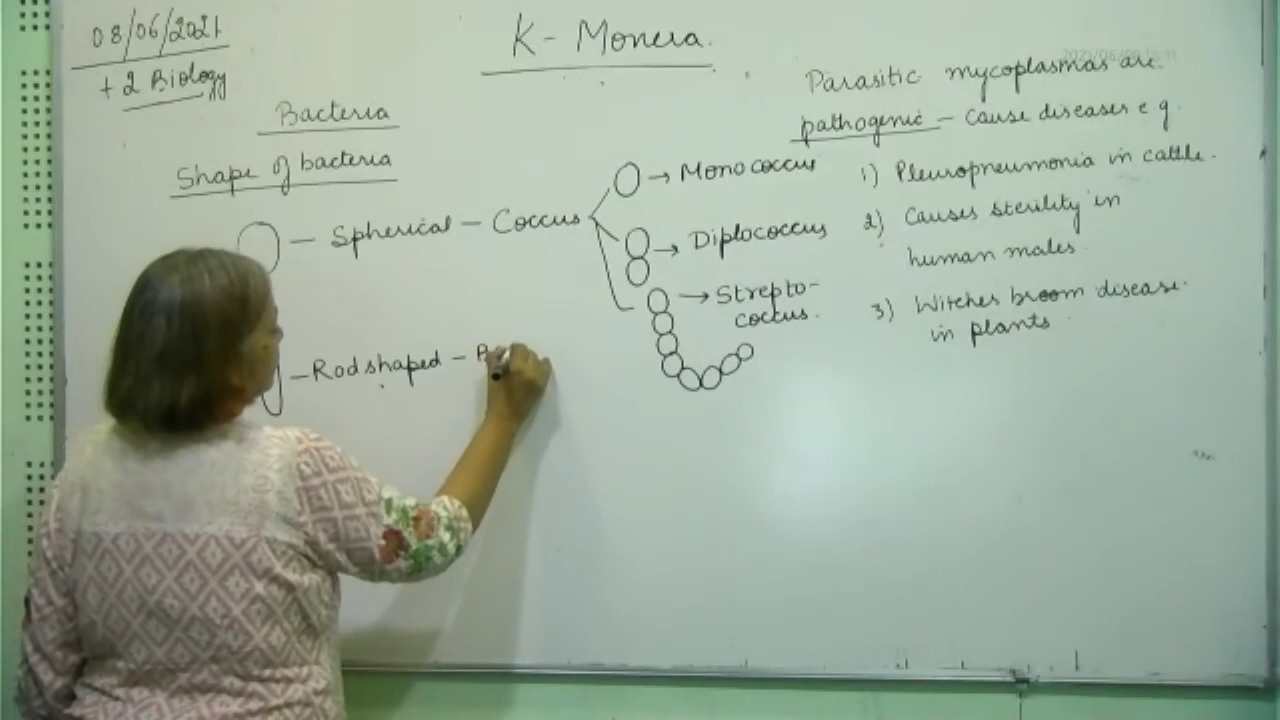 08/06/2021
+2 Biology
K - Monera.
Bacteria
Shape of bacteria
— Spherical — Coccus
→ Monococcus
→ Diplococcus
→ Strepto-
coccus.
— Rod shaped —
Parasitic mycoplasmas are
pathogenic — cause diseases e g.
1) Pleuropneumonia in cattle.
2) Causes sterility in
human males.
3) Witches broom disease
in plants